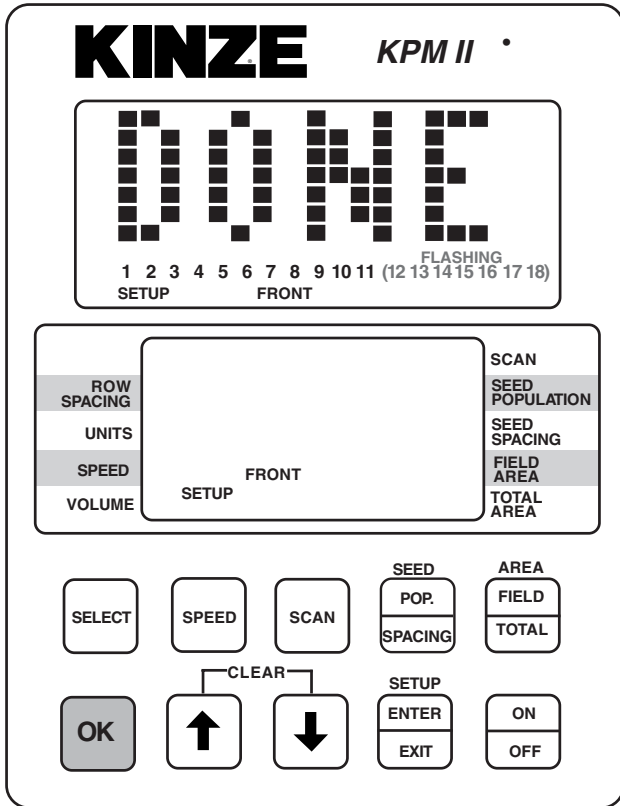 KINZE KPM II
DONE
FLASHING
1 2 3 4 5 6 7 8 9 10 11 (12 13 14 15 16 17 18)
SETUP FRONT
SCAN
ROW SPACING
SEED POPULATION
UNITS
SEED SPACING
SPEED
FRONT
FIELD AREA
SETUP
VOLUME
TOTAL AREA
SEED AREA
SELECT SPEED SCAN POP. FIELD
SPACING TOTAL
CLEAR
SETUP
OK ENTER ON
EXIT OFF